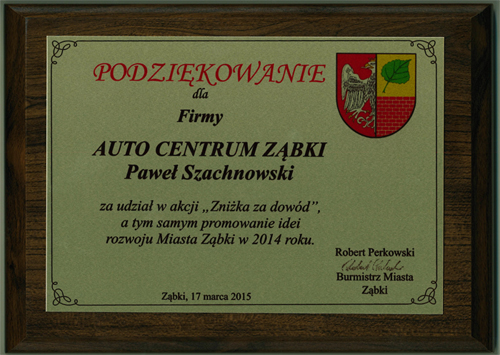 PODZIĘKOWANIE
dla
Firmy
AUTO CENTRUM ZĄBKI
Paweł Szachnowski
za udział w akcji „Zniżka za dowód”,
a tym samym promowanie idei
rozwoju Miasta Ząbki w 2014 roku.
Robert Perkowski
Burmistrz Miasta
Ząbki
Ząbki, 17 marca 2015